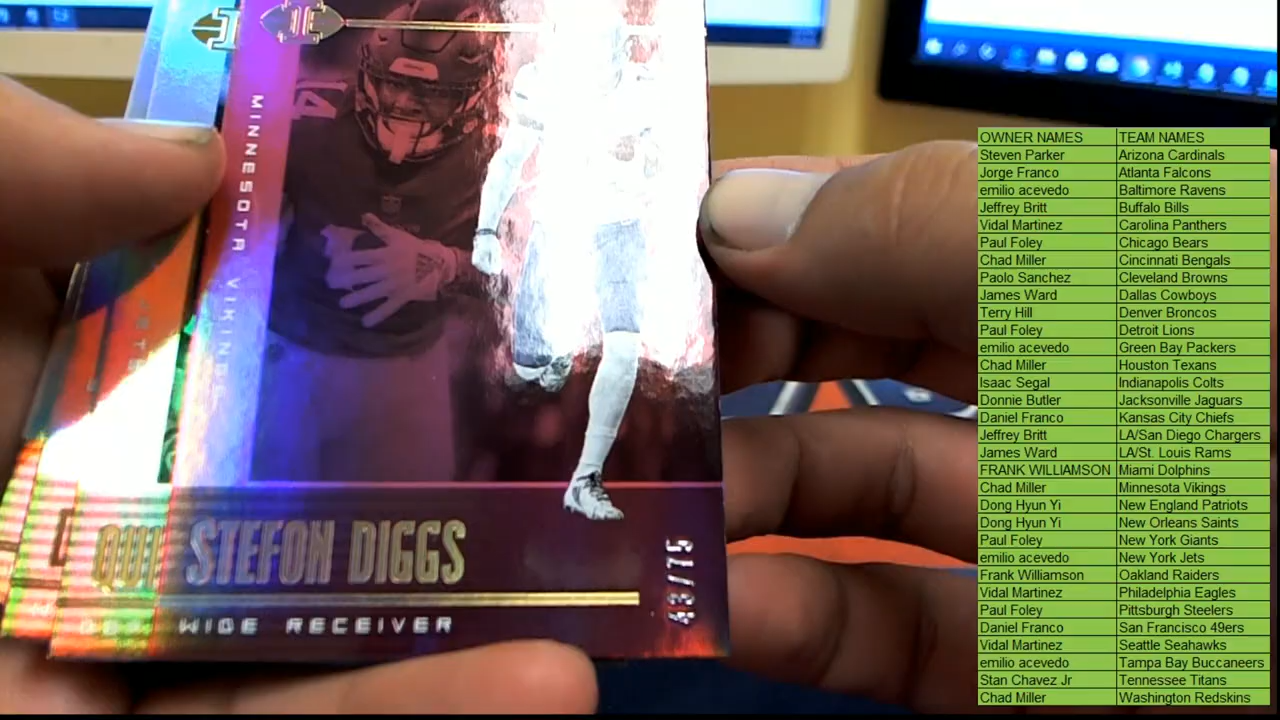 14
MINNESOTA VIKINGS
QUI STEFON DIGGS
WIDE RECEIVER
43/75
OWNER NAMES TEAM NAMES
Steven Parker Arizona Cardinals
Jorge Franco Atlanta Falcons
emilio acevedo Baltimore Ravens
Jeffrey Britt Buffalo Bills
Vidal Martinez Carolina Panthers
Paul Foley Chicago Bears
Chad Miller Cincinnati Bengals
Paolo Sanchez Cleveland Browns
James Ward Dallas Cowboys
Terry Hill Denver Broncos
Paul Foley Detroit Lions
emilio acevedo Green Bay Packers
Chad Miller Houston Texans
Isaac Segal Indianapolis Colts
Donnie Butler Jacksonville Jaguars
Daniel Franco Kansas City Chiefs
Jeffrey Britt LA/San Diego Chargers
James Ward LA/St. Louis Rams
FRANK WILLIAMSON Miami Dolphins
Chad Miller Minnesota Vikings
Dong Hyun Yi New England Patriots
Dong Hyun Yi New Orleans Saints
Paul Foley New York Giants
emilio acevedo New York Jets
Frank Williamson Oakland Raiders
Vidal Martinez Philadelphia Eagles
Paul Foley Pittsburgh Steelers
Daniel Franco San Francisco 49ers
Vidal Martinez Seattle Seahawks
emilio acevedo Tampa Bay Buccaneers
Stan Chavez Jr Tennessee Titans
Chad Miller Washington Redskins